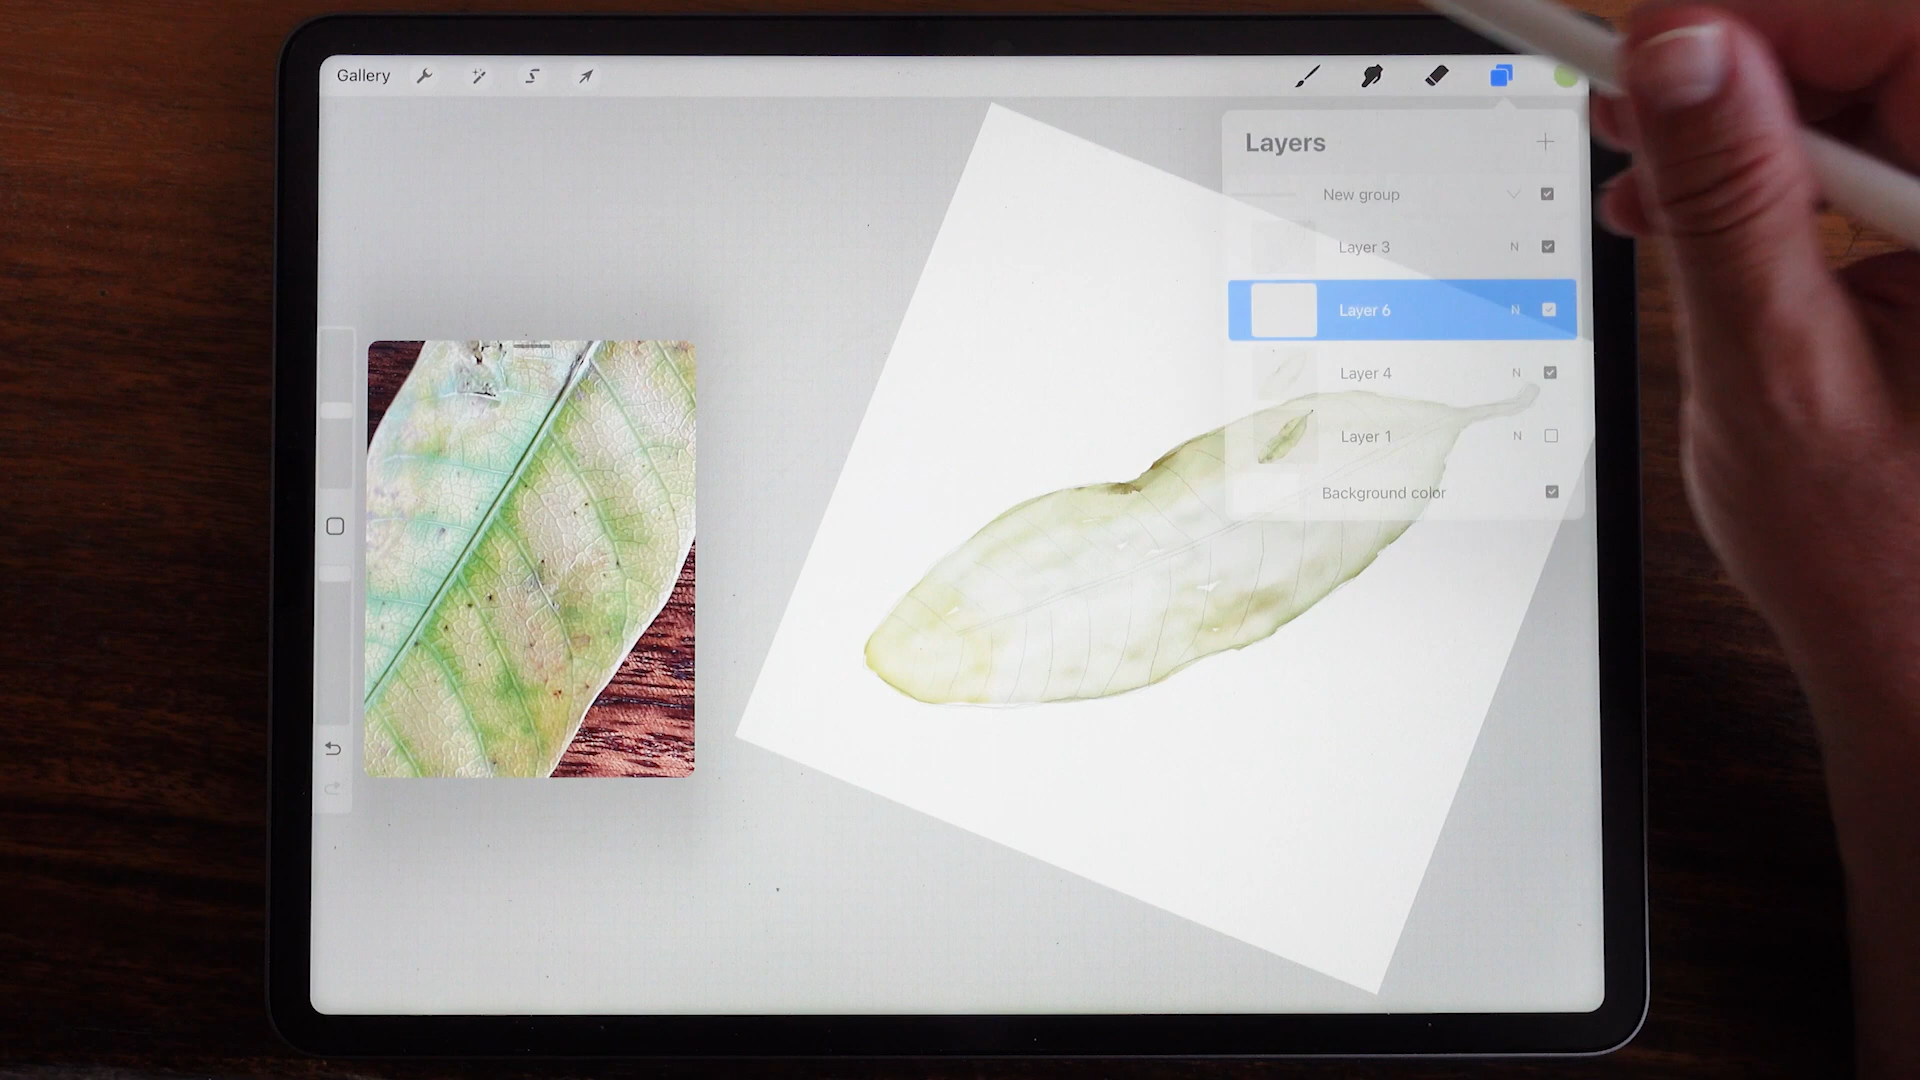 Gallery
Layers
New group
Layer 3 N
Layer 6 N
Layer 4 N
Layer 1 N
Background color